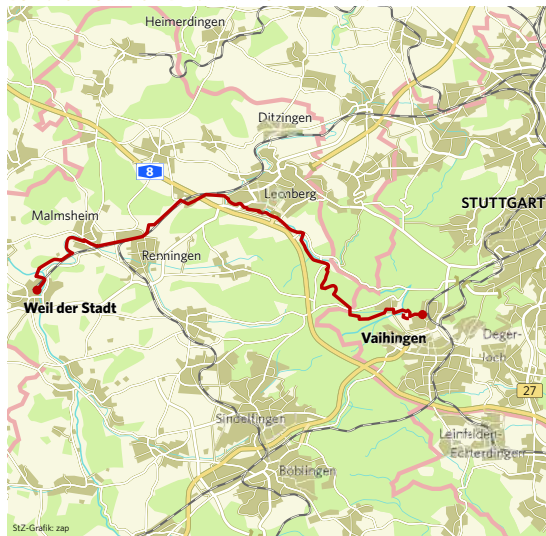 Heimerdingen
Ditzingen
8
Leonberg
STUTTGART
Malmsheim
Renningen
Weil der Stadt
Vaihingen
Deger-
loch
27
Sindelfingen
Leinfelden-
Echterdingen
Böblingen
StZ-Grafik: zap